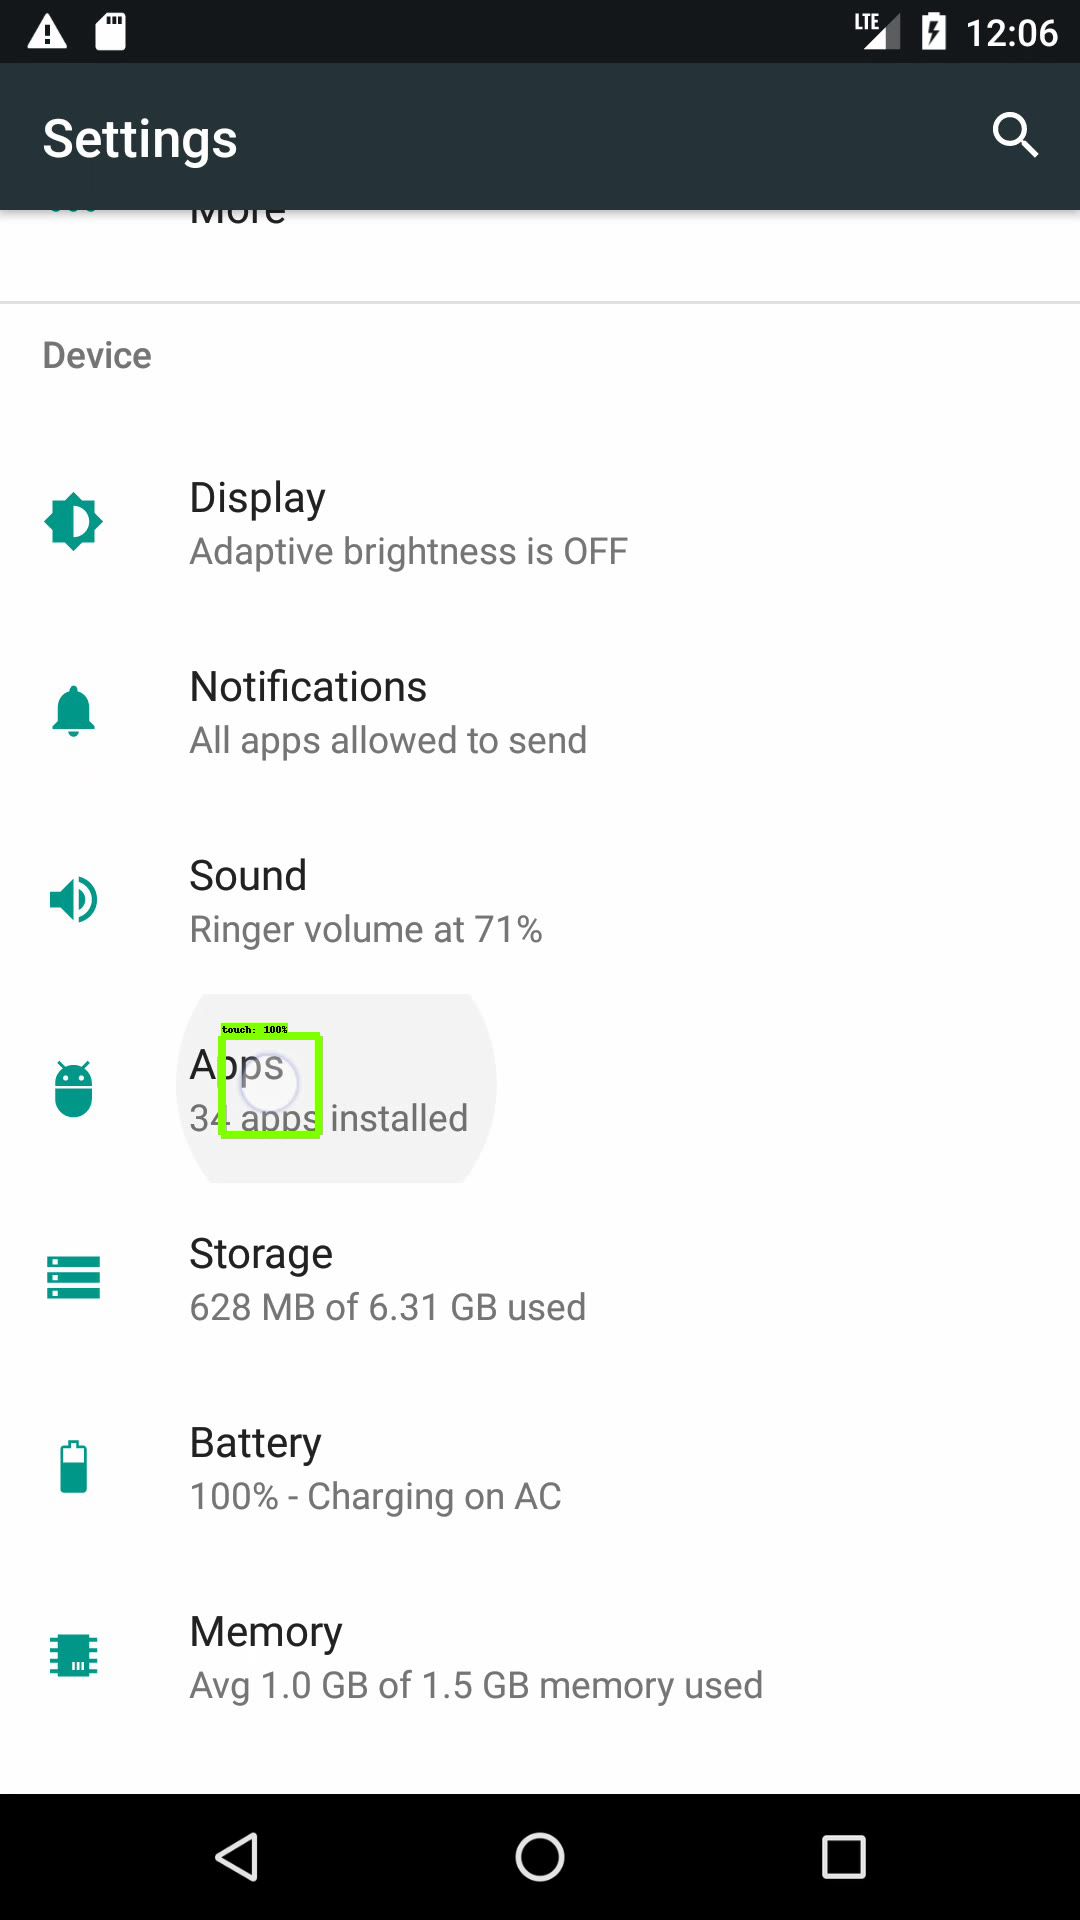 LTE 12:06
Settings
More
Device
Display
Adaptive brightness is OFF
Notifications
All apps allowed to send
Sound
Ringer volume at 71%
touch: 100%
Apps
34 apps installed
Storage
628 MB of 6.31 GB used
Battery
100% - Charging on AC
Memory
Avg 1.0 GB of 1.5 GB memory used